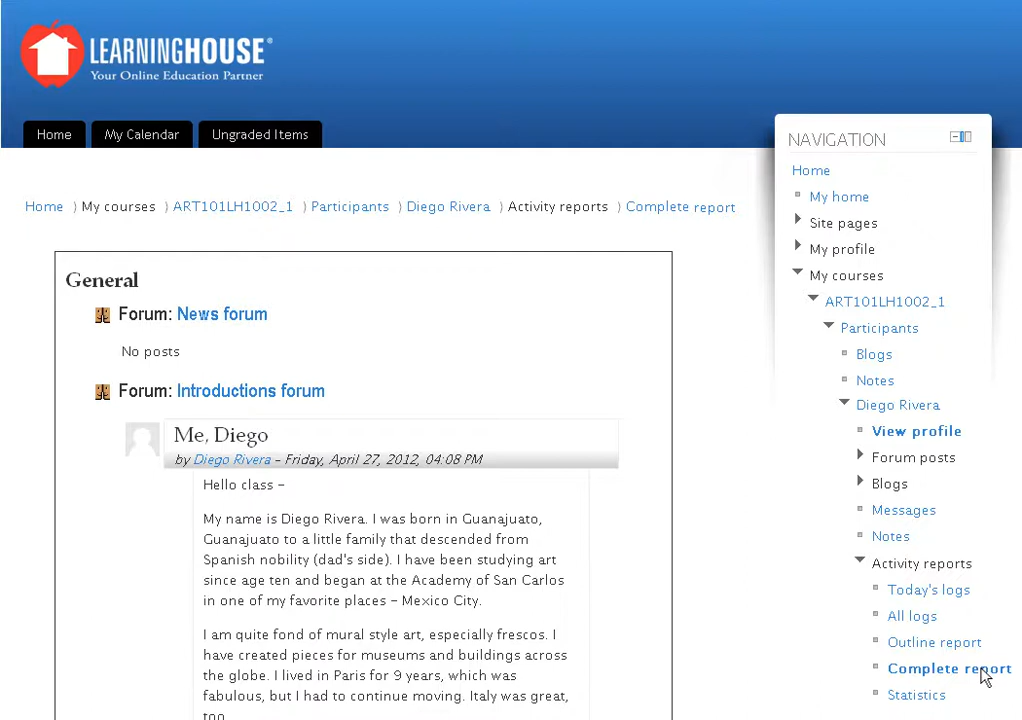 LEARNINGHOUSE®
Your Online Education Partner
Home
My Calendar
Ungraded Items
Home ) My courses ) ART101LH1002_1 ) Participants ) Diego Rivera ) Activity reports ) Complete report
General
Forum: News forum
No posts
Forum: Introductions forum
Me, Diego
by Diego Rivera – Friday, April 27, 2012, 04:08 PM
Hello class –
My name is Diego Rivera. I was born in Guanajuato,
Guanajuato to a little family that descended from
Spanish nobility (dad's side). I have been studying art
since age ten and began at the Academy of San Carlos
in one of my favorite places – Mexico City.
I am quite fond of mural style art, especially frescos. I
have created pieces for museums and buildings across
the globe. I lived in Paris for 9 years, which was
fabulous, but I had to continue moving. Italy was great,
too.
NAVIGATION
Home
My home
Site pages
My profile
My courses
ART101LH1002_1
Participants
Blogs
Notes
Diego Rivera
View profile
Forum posts
Blogs
Messages
Notes
Activity reports
Today's logs
All logs
Outline report
Complete report
Statistics